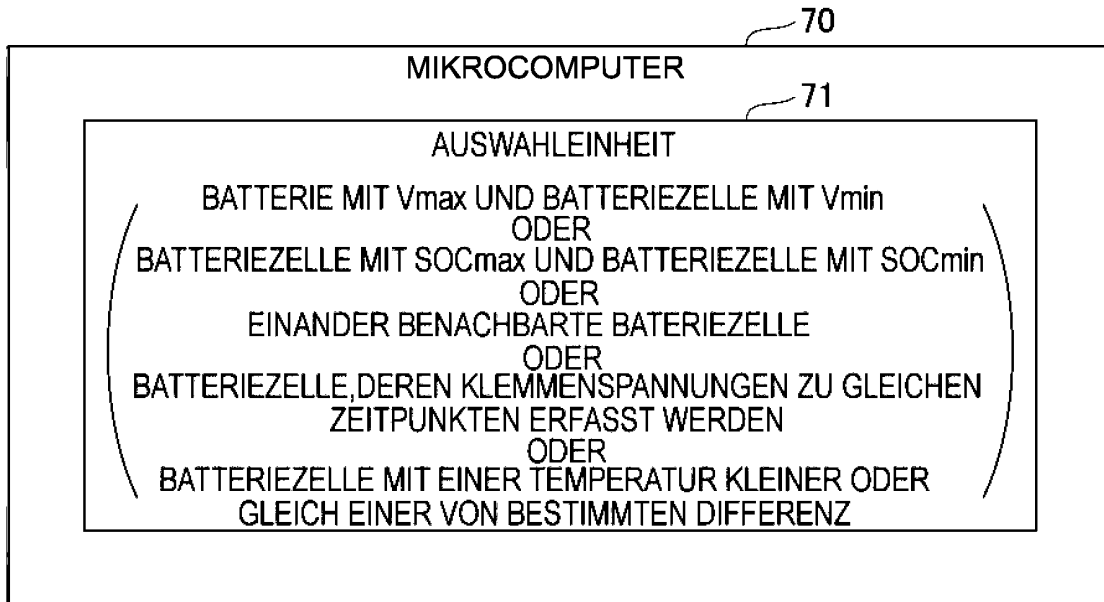 70
MIKROCOMPUTER
71
AUSWAHLEINHEIT
BATTERIE MIT Vmax UND BATTERIEZELLE MIT Vmin
ODER
BATTERIEZELLE MIT SOCmax UND BATTERIEZELLE MIT SOCmin
ODER
EINANDER BENACHBARTE BATERIEZELLE
ODER
BATTERIEZELLE,DEREN KLEMMENSPANNUNGEN ZU GLEICHEN
ZEITPUNKTEN ERFASST WERDEN
ODER
BATTERIEZELLE MIT EINER TEMPERATUR KLEINER ODER
GLEICH EINER VON BESTIMMTEN DIFFERENZ